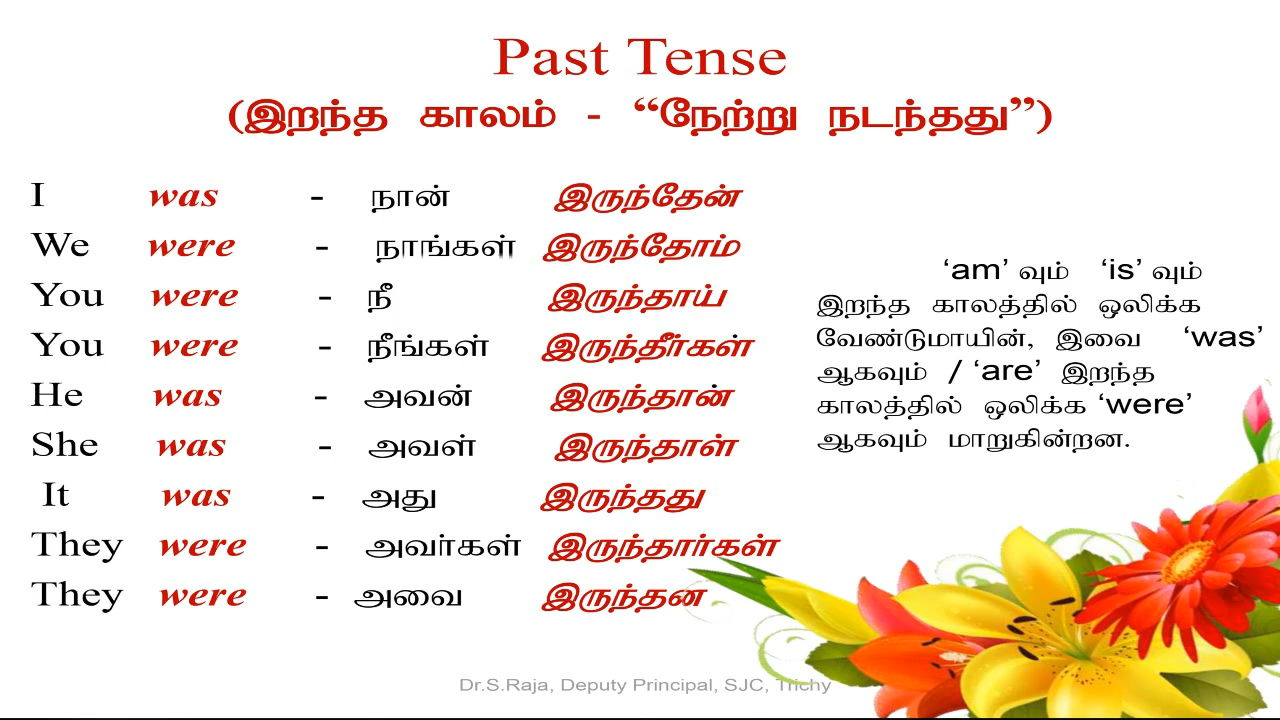 Past Tense
(இறந்த காலம் - “நேற்று நடந்தது”)
I was - நான் இருந்தேன்
We were - நாங்கள் இருந்தோம்
You were - நீ இருந்தாய்
You were - நீங்கள் இருந்தீர்கள்
He was - அவன் இருந்தான்
She was - அவள் இருந்தாள்
It was - அது இருந்தது
They were - அவர்கள் இருந்தார்கள்
They were - அவை இருந்தன
‘am’ வும் ‘is’ வும்
இறந்த காலத்தில் ஒலிக்க
வேண்டுமாயின், இவை ‘was’
ஆகவும் / ‘are’ இறந்த
காலத்தில் ஒலிக்க ‘were’
ஆகவும் மாறுகின்றன.
Dr.S.Raja, Deputy Principal, SJC, Trichy